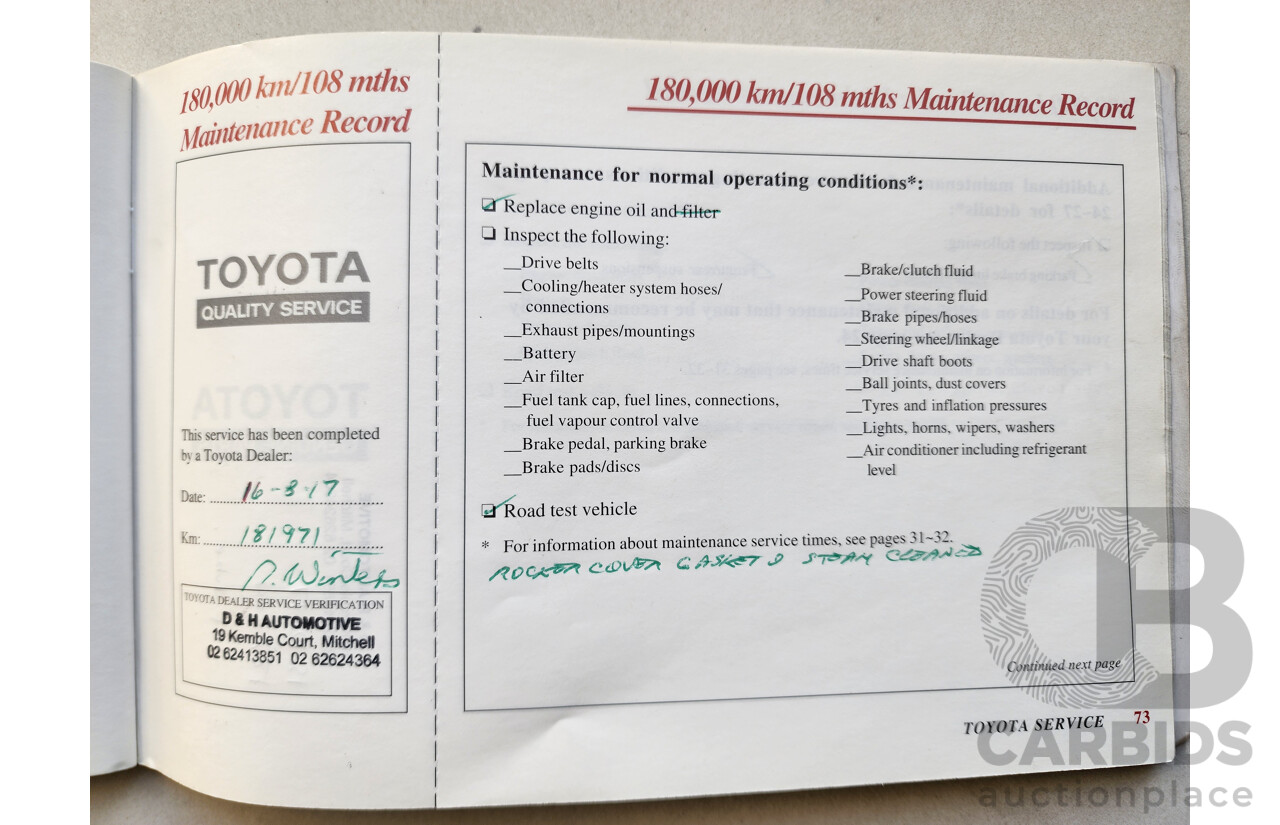 180,000 km/108 mths
Maintenance Record
TOYOTA
QUALITY SERVICE
This service has been completed
by a Toyota Dealer:
Date: 16-8-17
Km: 181971
TOYOTA DEALER SERVICE VERIFICATION
D & H AUTOMOTIVE
19 Kemble Court, Mitchell
02 62413851 02 62624364
180,000 km/108 mths Maintenance Record
Maintenance for normal operating conditions*:
Replace engine oil and filter
Inspect the following:
__Drive belts
__Cooling/heater system hoses/
connections
__Exhaust pipes/mountings
__Battery
__Air filter
__Fuel tank cap, fuel lines, connections,
fuel vapour control valve
__Brake pedal, parking brake
__Brake pads/discs
__Brake/clutch fluid
__Power steering fluid
__Brake pipes/hoses
__Steering wheel/linkage
__Drive shaft boots
__Ball joints, dust covers
__Tyres and inflation pressures
__Lights, horns, wipers, washers
__Air conditioner including refrigerant
level
Road test vehicle
* For information about maintenance service times, see pages 31~32.
ROCKER COVER GASKET & STEAM CLEANED
Continued next page
TOYOTA SERVICE 73
CARBIDS
auctionplace